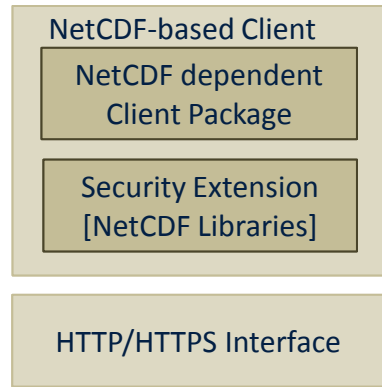 NetCDF-based Client
NetCDF dependent
Client Package
Security Extension
[NetCDF Libraries]
HTTP/HTTPS Interface